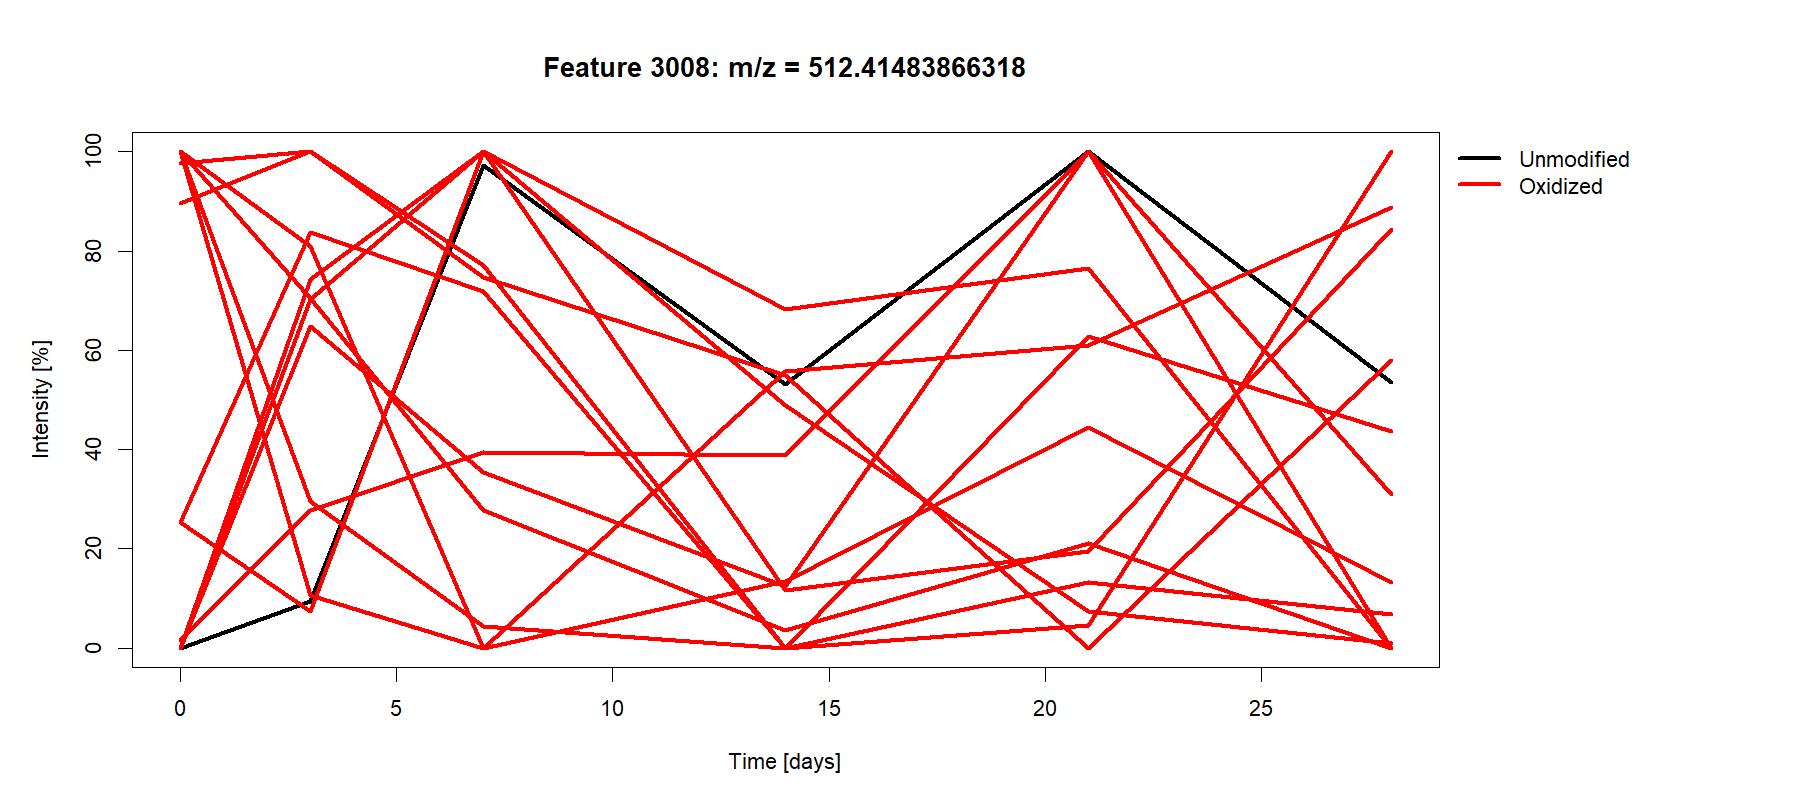 Feature 3008: m/z = 512.41483866318
Unmodified
Oxidized
Intensity [%]
100
80
60
40
20
0
0 5 10 15 20 25
Time [days]